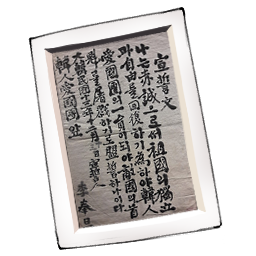 宣誓文
나는 赤誠으로써 祖國의 獨立
과 自由를 回復하기 爲하야 韓人
愛國團의 一員이 되야 敵國의 首
魁를 屠戮하기로 盟誓하나이다
大韓民國十三年十二月十三日 宣誓人
李奉昌
韓人愛國團 앞